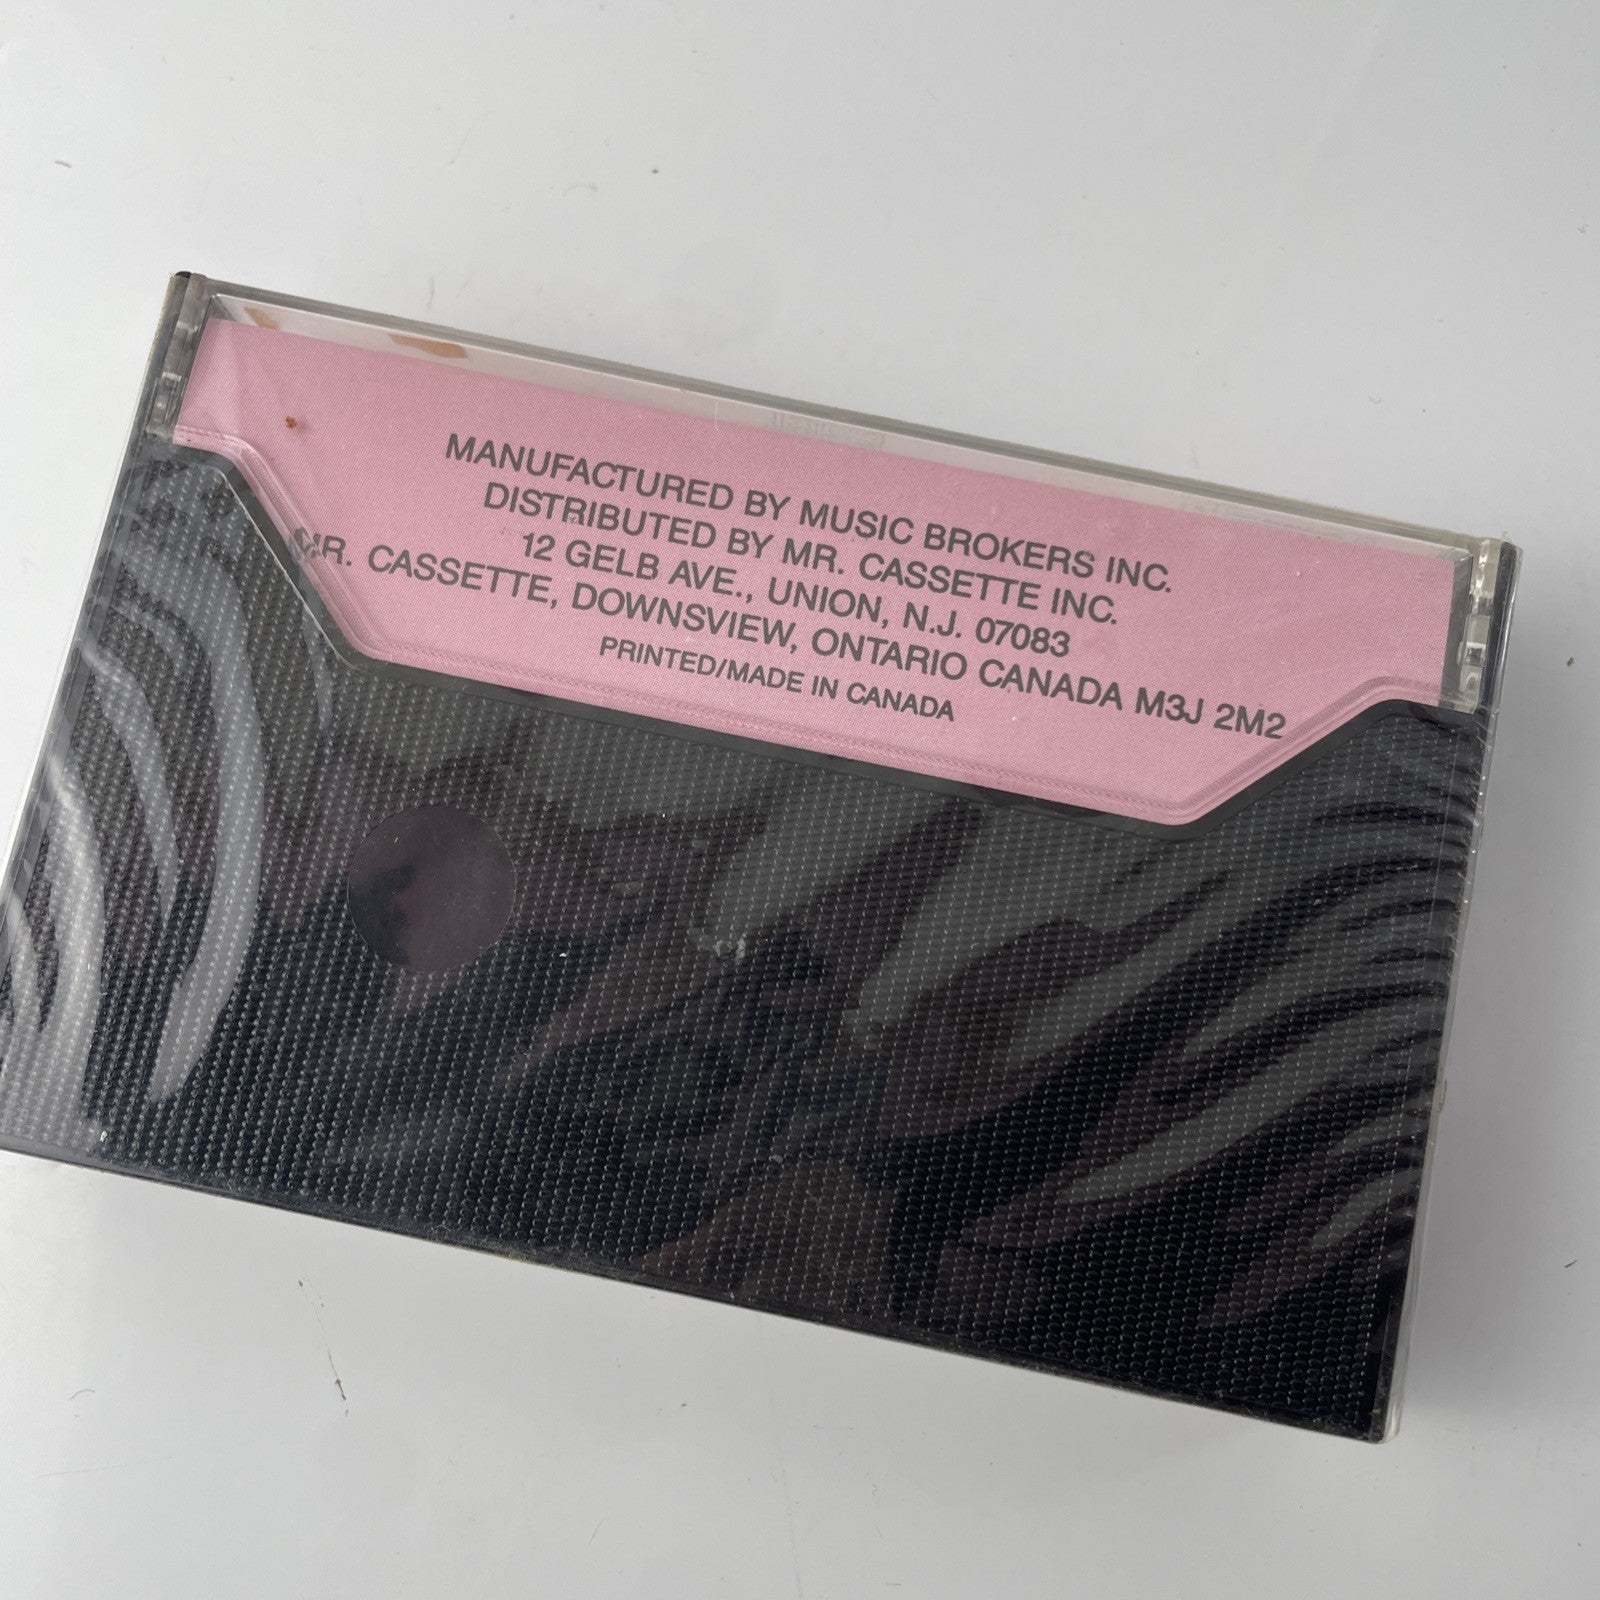 MANUFACTURED BY MUSIC BROKERS INC.
DISTRIBUTED BY MR. CASSETTE INC.
12 GELB AVE., UNION, N.J. 07083
MR. CASSETTE, DOWNSVIEW, ONTARIO CANADA M3J 2M2
PRINTED/MADE IN CANADA